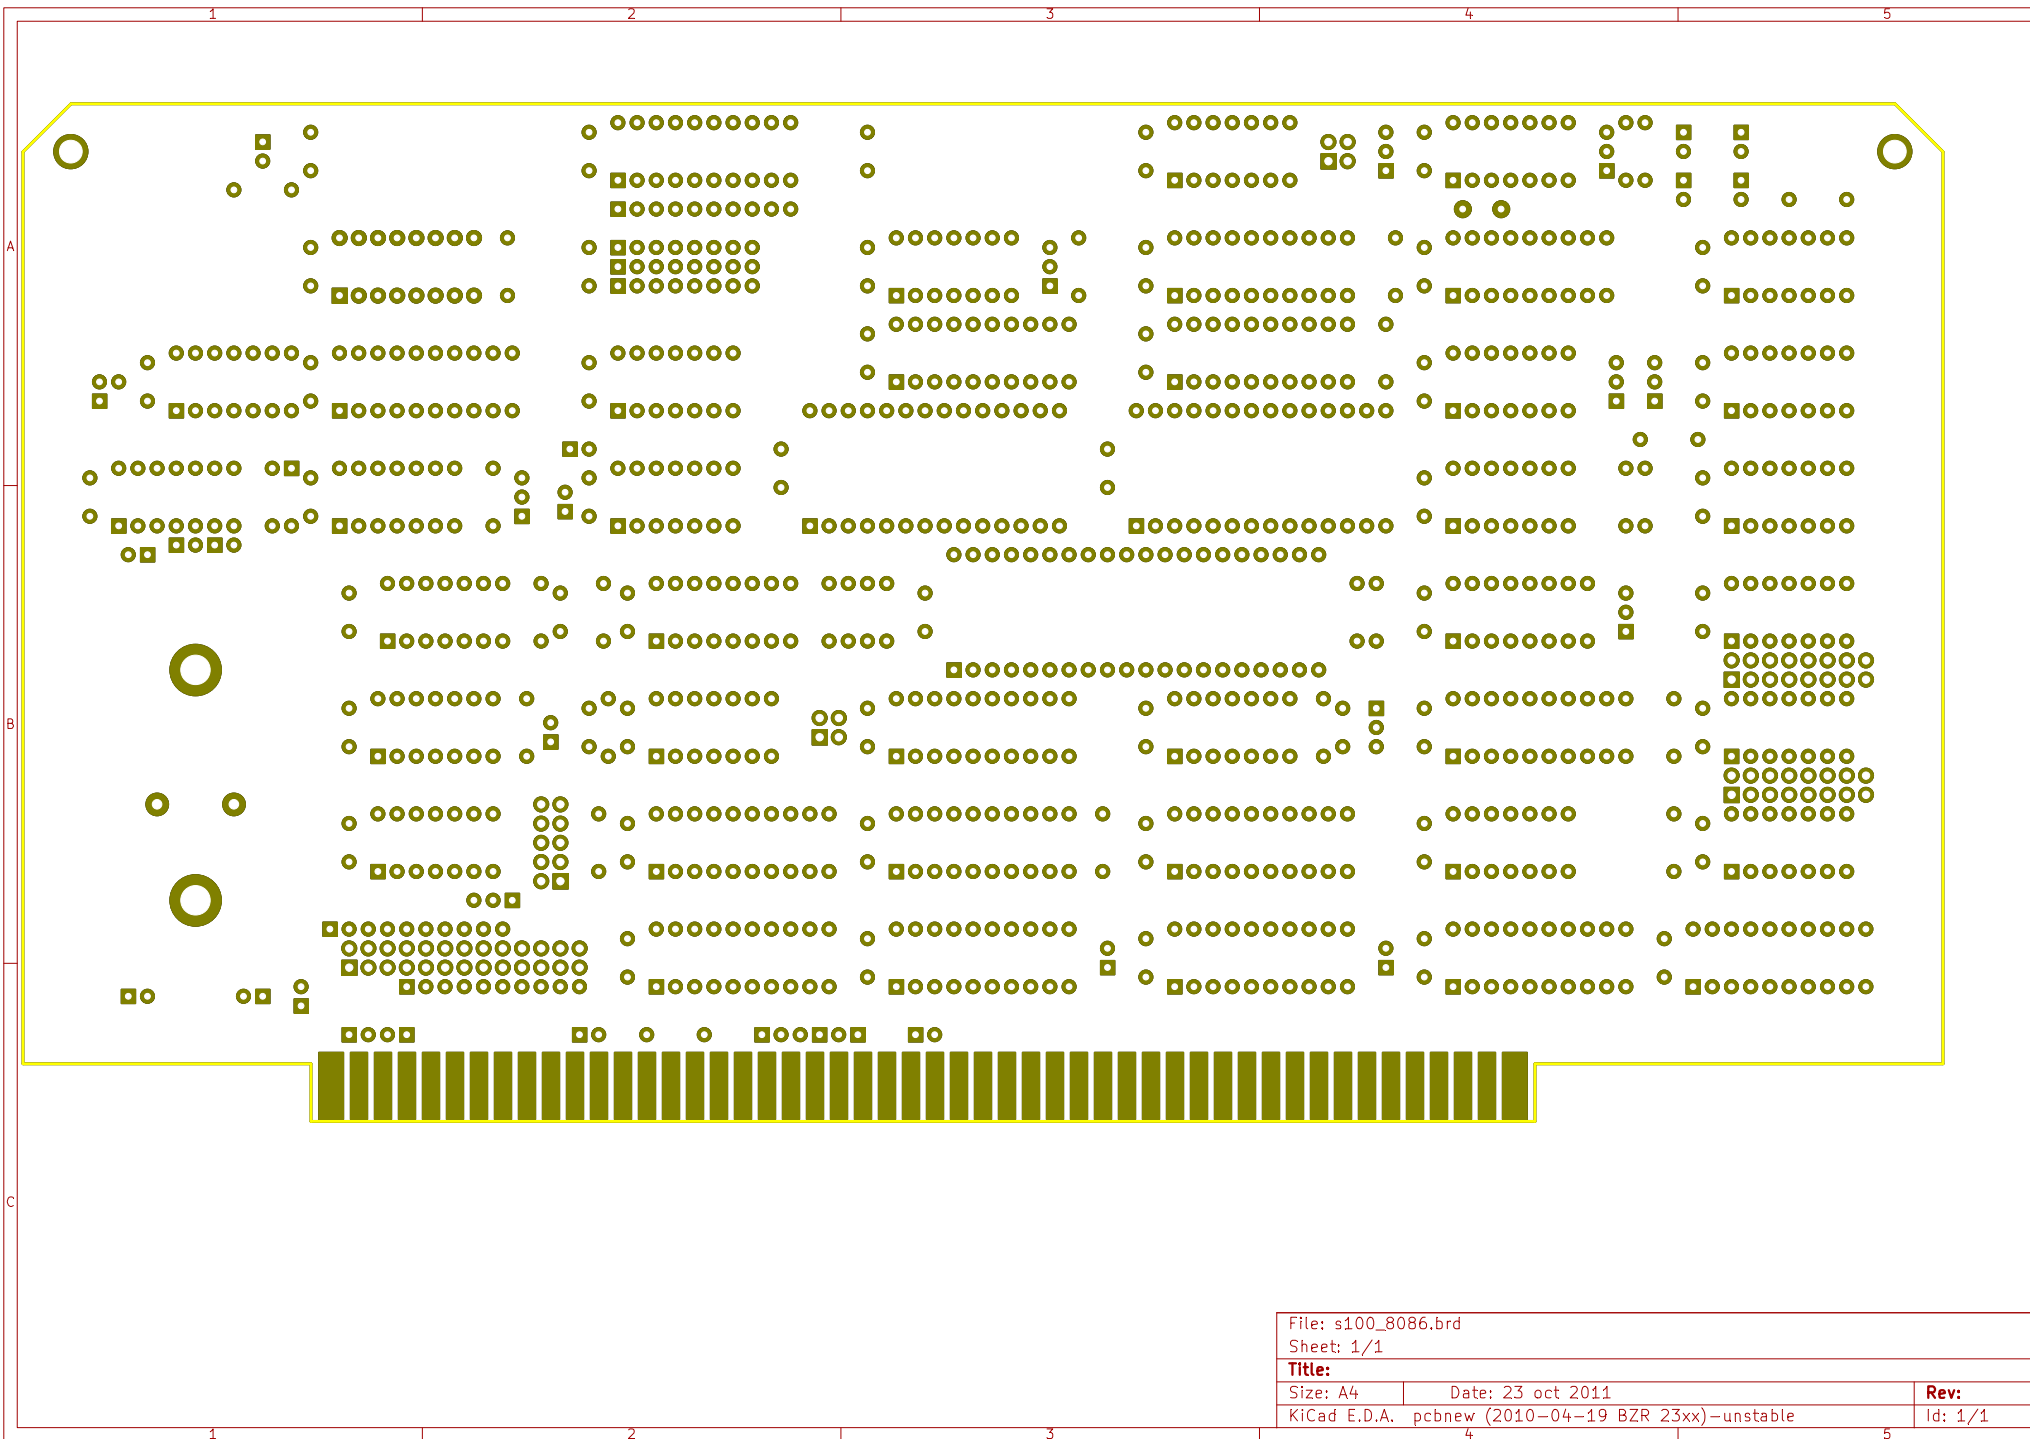 1 2 3 4 5
A
B
C
File: s100_8086.brd
Sheet: 1/1
Title:
Size: A4 Date: 23 oct 2011 Rev:
KiCad E.D.A. pcbnew (2010-04-19 BZR 23xx)-unstable Id: 1/1
1 2 3 4 5